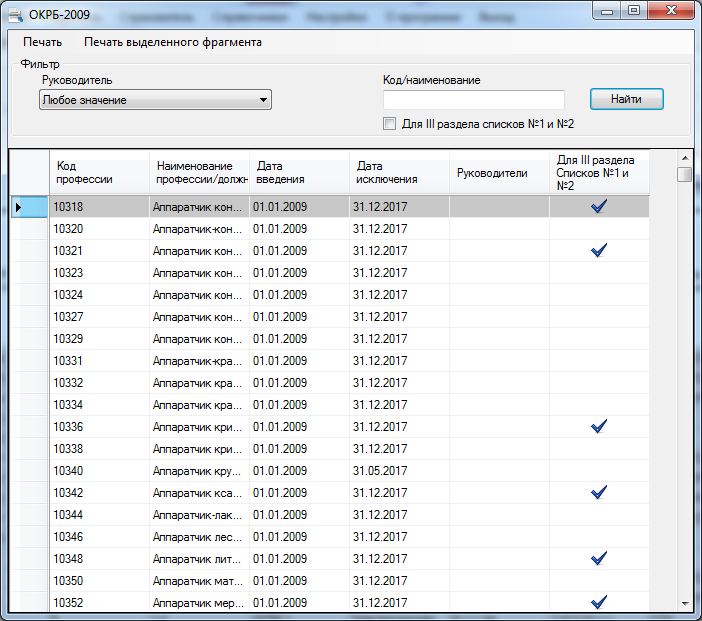 ОКРБ-2009
Печать Печать выделенного фрагмента
Фильтр
Руководитель
Любое значение
Код/наименование
Найти
Для III раздела списков №1 и №2
Код профессии Наименование профессии/должн Дата введения Дата исключения Руководители Для III раздела Списков №1 и №2
10318 Аппаратчик кон... 01.01.2009 31.12.2017
10320 Аппаратчик-кон... 01.01.2009 31.12.2017
10321 Аппаратчик кон... 01.01.2009 31.12.2017
10323 Аппаратчик кон... 01.01.2009 31.12.2017
10324 Аппаратчик кон... 01.01.2009 31.12.2017
10327 Аппаратчик кон... 01.01.2009 31.12.2017
10329 Аппаратчик кон... 01.01.2009 31.12.2017
10331 Аппаратчик-кра... 01.01.2009 31.12.2017
10332 Аппаратчик кра... 01.01.2009 31.12.2017
10334 Аппаратчик кра... 01.01.2009 31.12.2017
10336 Аппаратчик кри... 01.01.2009 31.12.2017
10338 Аппаратчик кри... 01.01.2009 31.12.2017
10340 Аппаратчик кру... 01.01.2009 31.05.2017
10342 Аппаратчик кса... 01.01.2009 31.12.2017
10344 Аппаратчик-лак... 01.01.2009 31.12.2017
10346 Аппаратчик лес... 01.01.2009 31.12.2017
10348 Аппаратчик лит... 01.01.2009 31.12.2017
10350 Аппаратчик мат... 01.01.2009 31.12.2017
10352 Аппаратчик мер... 01.01.2009 31.12.2017